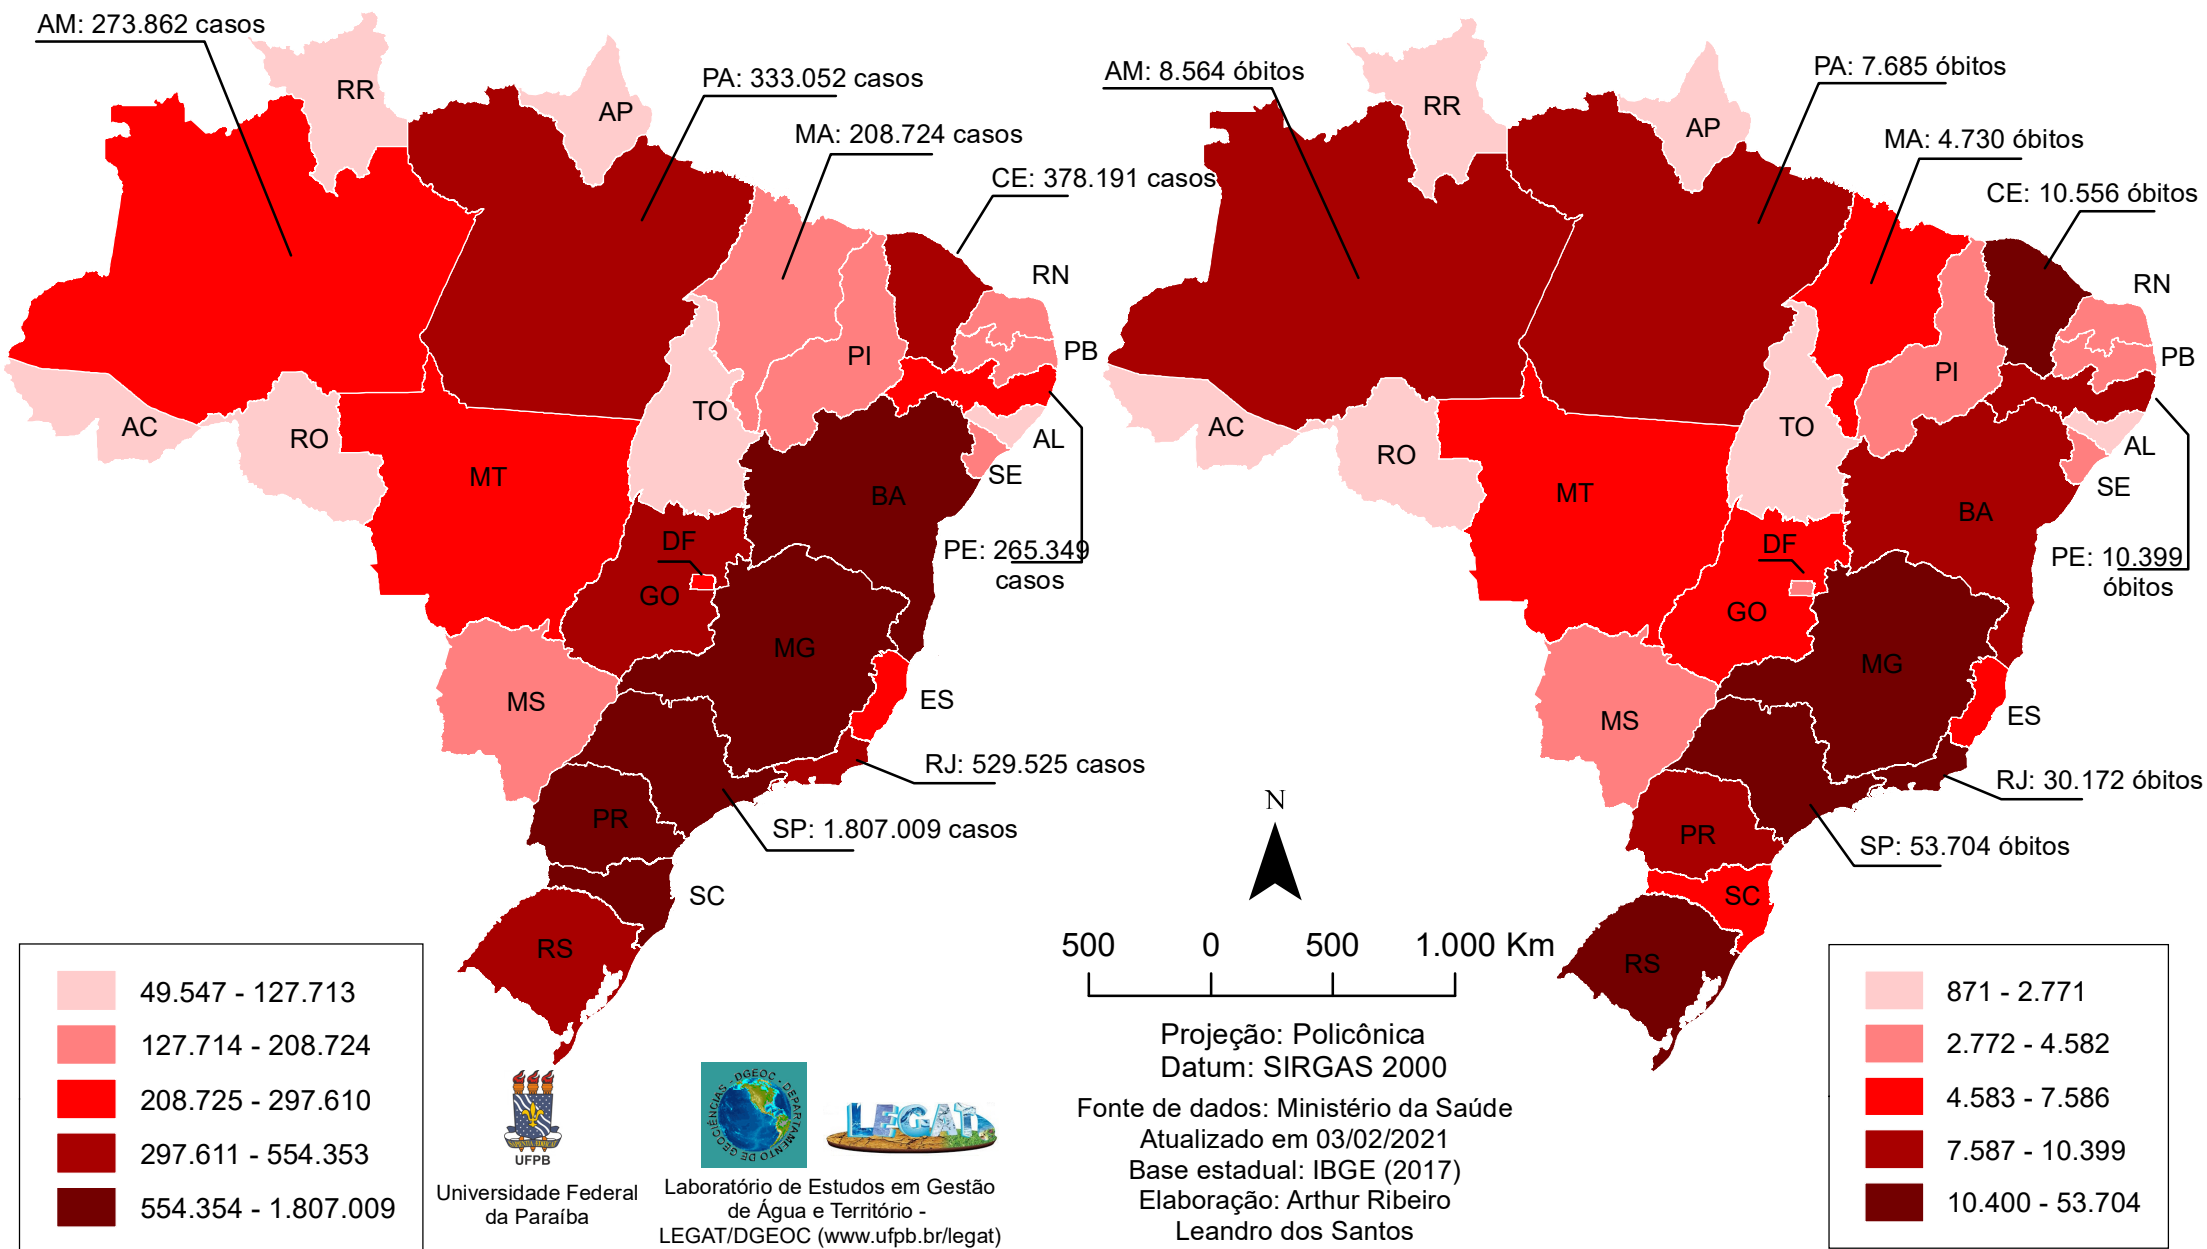 AM: 273.862 casos
RR
AP
PA: 333.052 casos
MA: 208.724 casos
CE: 378.191 casos
RN
PB
PI
TO
AC
RO
MT
AL
SE
BA
DF
GO
PE: 265.349
casos
MG
MS
ES
RJ: 529.525 casos
SP: 1.807.009 casos
PR
SC
RS
49.547 - 127.713
127.714 - 208.724
208.725 - 297.610
297.611 - 554.353
554.354 - 1.807.009
AM: 8.564 óbitos
RR
AP
PA: 7.685 óbitos
MA: 4.730 óbitos
CE: 10.556 óbitos
RN
PB
PI
TO
AC
RO
MT
AL
SE
BA
DF
GO
PE: 10.399
óbitos
MG
MS
ES
RJ: 30.172 óbitos
SP: 53.704 óbitos
PR
SC
RS
871 - 2.771
2.772 - 4.582
4.583 - 7.586
7.587 - 10.399
10.400 - 53.704
N
500 0 500 1.000 Km
Projeção: Policônica
Datum: SIRGAS 2000
Fonte de dados: Ministério da Saúde
Atualizado em 03/02/2021
Base estadual: IBGE (2017)
Elaboração: Arthur Ribeiro
Leandro dos Santos
UFPB
Universidade Federal
da Paraíba
DGEOC - DEPARTAMENTO DE GEOCIÊNCIAS
LEGAT
Laboratório de Estudos em Gestão
de Água e Território -
LEGAT/DGEOC (www.ufpb.br/legat)